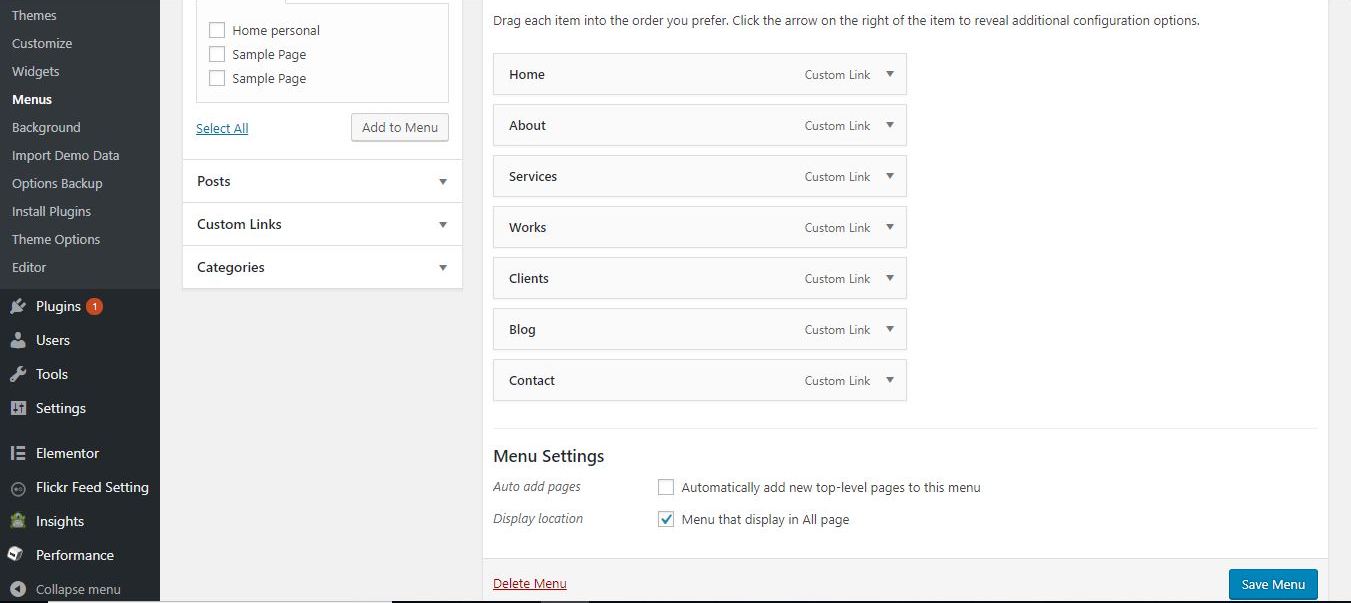 Themes
Customize
Widgets
Menus
Background
Import Demo Data
Options Backup
Install Plugins
Theme Options
Editor
Plugins 1
Users
Tools
Settings
Elementor
Flickr Feed Setting
Insights
Performance
Collapse menu
Home personal
Sample Page
Sample Page
Select All Add to Menu
Posts
Custom Links
Categories
Drag each item into the order you prefer. Click the arrow on the right of the item to reveal additional configuration options.
Home Custom Link
About Custom Link
Services Custom Link
Works Custom Link
Clients Custom Link
Blog Custom Link
Contact Custom Link
Menu Settings
Auto add pages Automatically add new top-level pages to this menu
Display location Menu that display in All page
Delete Menu Save Menu